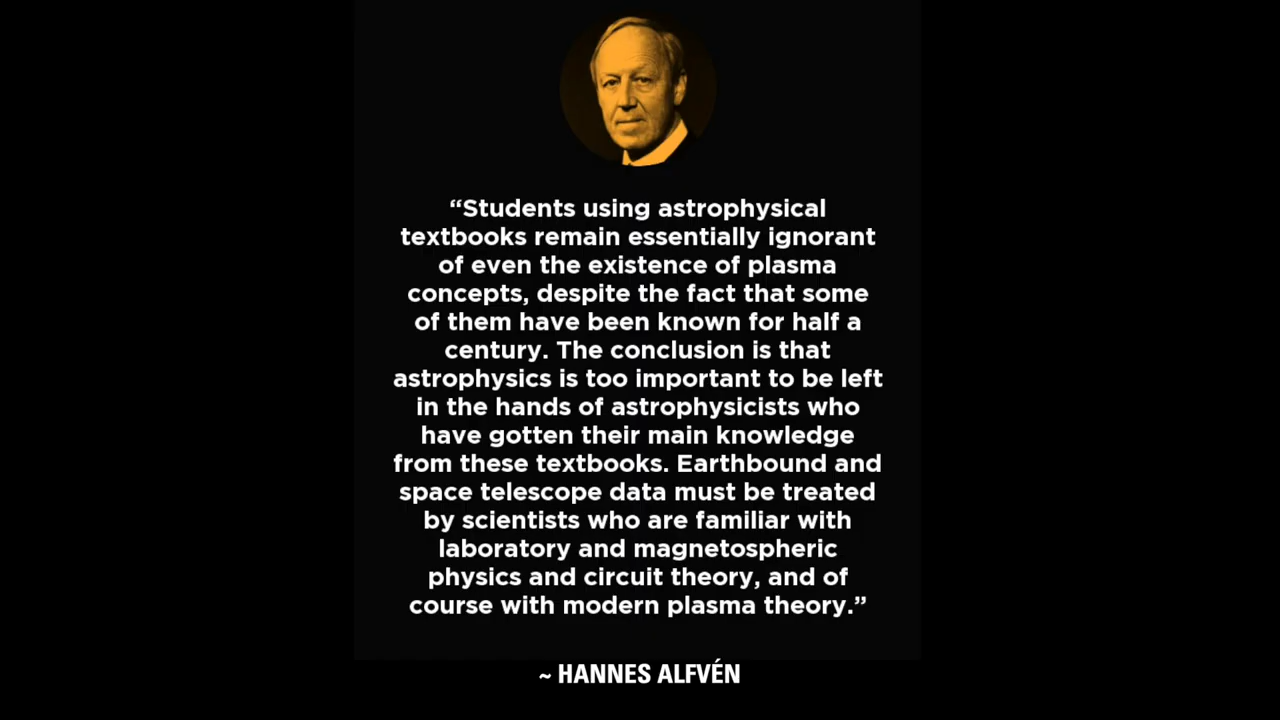 “Students using astrophysical
textbooks remain essentially ignorant
of even the existence of plasma
concepts, despite the fact that some
of them have been known for half a
century. The conclusion is that
astrophysics is too important to be left
in the hands of astrophysicists who
have gotten their main knowledge
from these textbooks. Earthbound and
space telescope data must be treated
by scientists who are familiar with
laboratory and magnetospheric
physics and circuit theory, and of
course with modern plasma theory.”
~ HANNES ALFVÉN